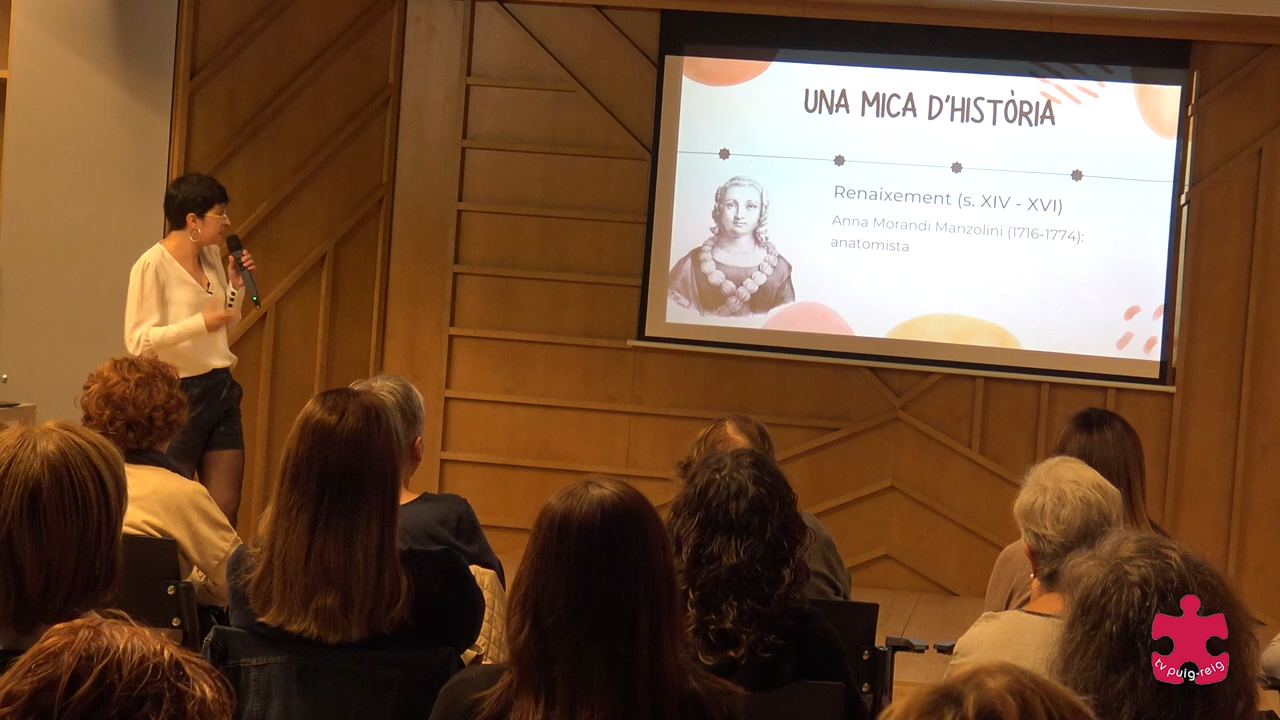 UNA MICA D'HISTÒRIA
Renaixement (s. XIV - XVI)
Anna Morandi Manzolini (1716-1774):
anatomista
tv puig-reig